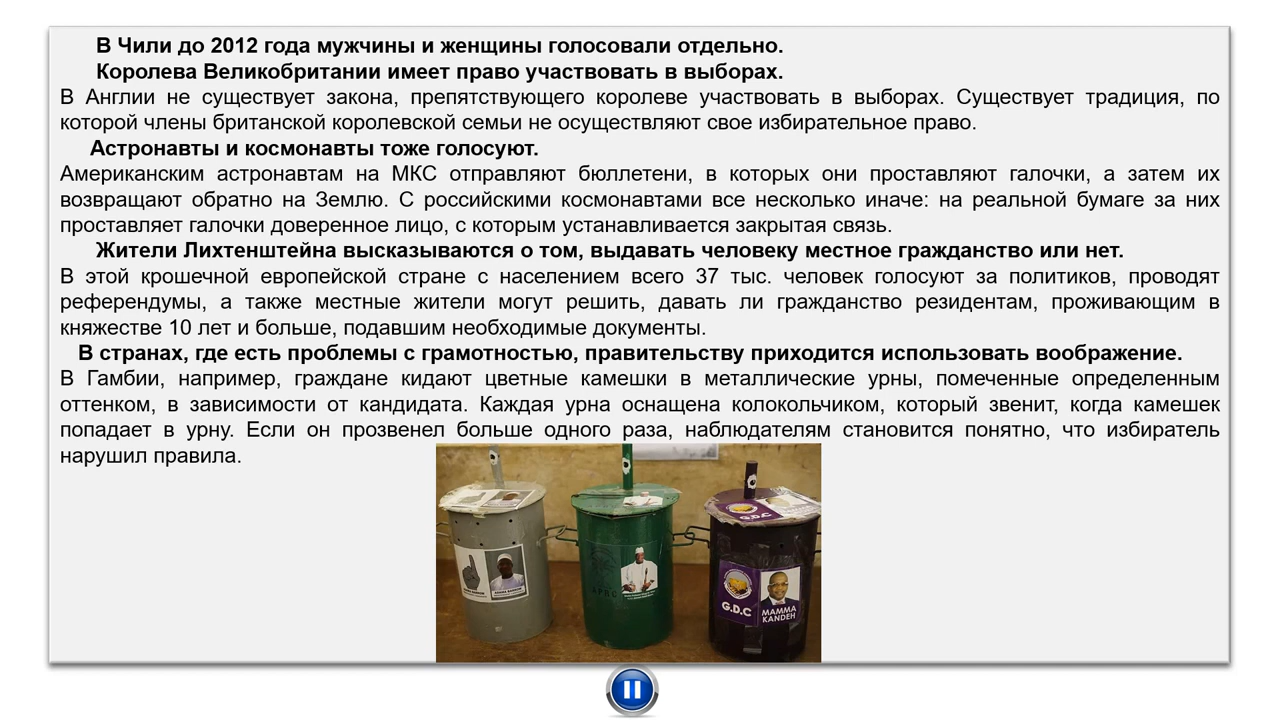 В Чили до 2012 года мужчины и женщины голосовали отдельно.
Королева Великобритании имеет право участвовать в выборах.
В Англии не существует закона, препятствующего королеве участвовать в выборах. Существует традиция, по
которой члены британской королевской семьи не осуществляют свое избирательное право.
Астронавты и космонавты тоже голосуют.
Американским астронавтам на МКС отправляют бюллетени, в которых они проставляют галочки, а затем их
возвращают обратно на Землю. С российскими космонавтами все несколько иначе: на реальной бумаге за них
проставляет галочки доверенное лицо, с которым устанавливается закрытая связь.
Жители Лихтенштейна высказываются о том, выдавать человеку местное гражданство или нет.
В этой крошечной европейской стране с населением всего 37 тыс. человек голосуют за политиков, проводят
референдумы, а также местные жители могут решить, давать ли гражданство резидентам, проживающим в
княжестве 10 лет и больше, подавшим необходимые документы.
В странах, где есть проблемы с грамотностью, правительству приходится использовать воображение.
В Гамбии, например, граждане кидают цветные камешки в металлические урны, помеченные определенным
оттенком, в зависимости от кандидата. Каждая урна оснащена колокольчиком, который звенит, когда камешек
попадает в урну. Если он прозвенел больше одного раза, наблюдателям становится понятно, что избиратель
нарушил правила.
G.D.C
APRC
G.D.C
MAMMA
KANDEH